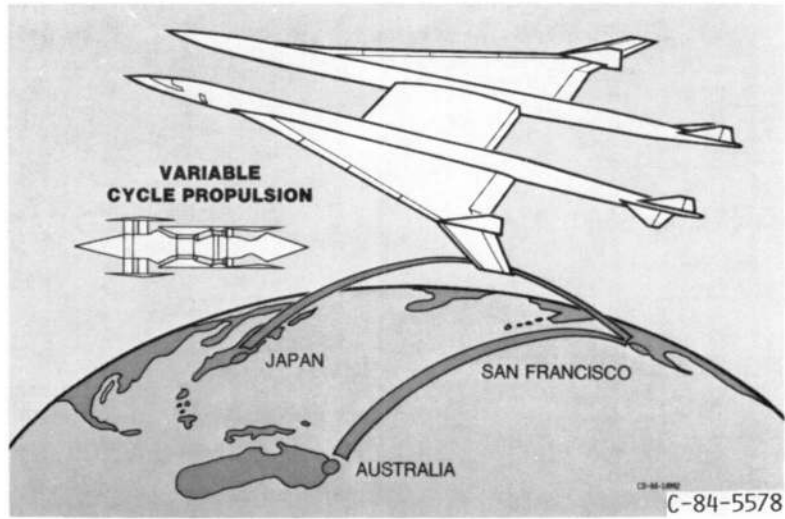 VARIABLE
CYCLE PROPULSION
JAPAN
SAN FRANCISCO
AUSTRALIA
C-84-5578